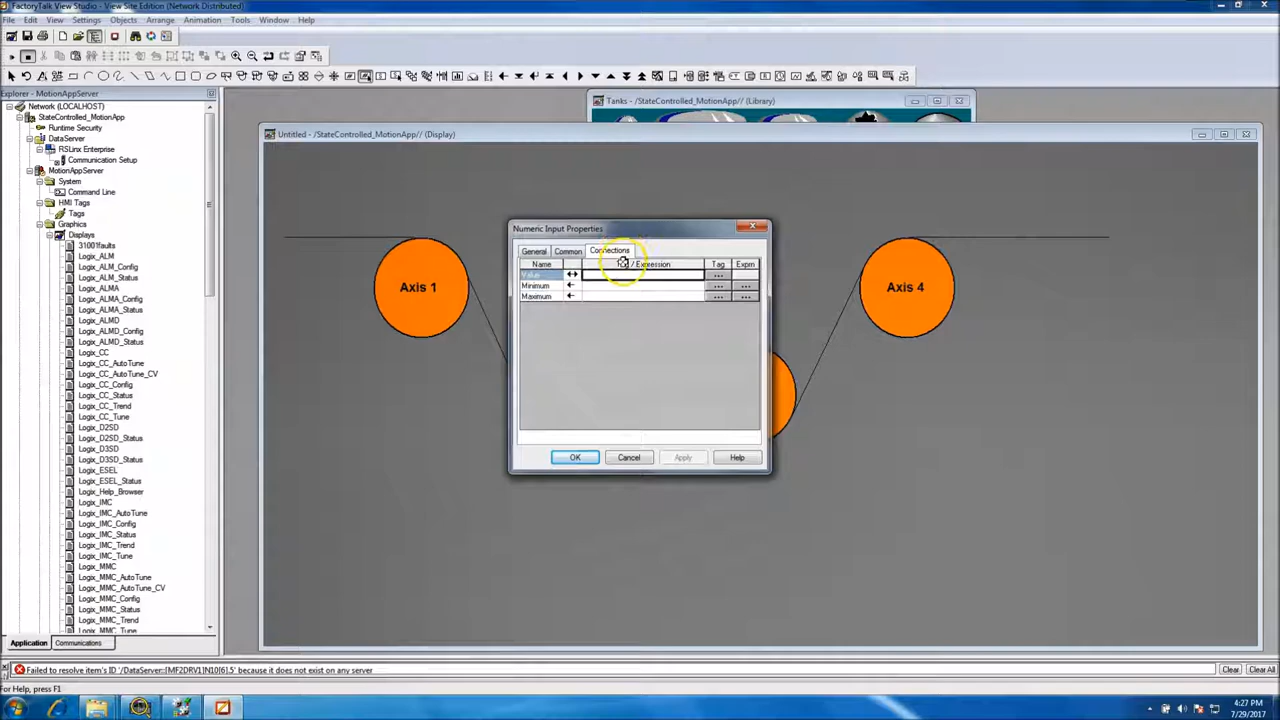 FactoryTalk View Studio - View Site Edition (Network Distributed)
File Edit View Settings Objects Arrange Animation Tools Window Help
Explorer - MotionAppServer
Network (LOCALHOST)
StateControlled_MotionApp
Runtime Security
DataServer
RSLinx Enterprise
Communication Setup
MotionAppServer
System
Command Line
HMI Tags
Tags
Graphics
Displays
31001faults
Logix_ALM
Logix_ALM_Config
Logix_ALM_Status
Logix_ALMA
Logix_ALMA_Config
Logix_ALMA_Status
Logix_ALMD
Logix_ALMD_Config
Logix_ALMD_Status
Logix_CC
Logix_CC_AutoTune
Logix_CC_AutoTune_CV
Logix_CC_Config
Logix_CC_Status
Logix_CC_Trend
Logix_CC_Tune
Logix_D2SD
Logix_D2SD_Status
Logix_D3SD
Logix_D3SD_Status
Logix_ESEL
Logix_ESEL_Status
Logix_Help_Browser
Logix_IMC
Logix_IMC_AutoTune
Logix_IMC_Config
Logix_IMC_Status
Logix_IMC_Trend
Logix_IMC_Tune
Logix_MMC
Logix_MMC_AutoTune
Logix_MMC_AutoTune_CV
Logix_MMC_Config
Logix_MMC_Status
Logix_MMC_Trend
Logix_MMC_Tune
Application Communications
Tanks - /StateControlled_MotionApp// (Library)
Untitled - /StateControlled_MotionApp// (Display)
Axis 1
Axis 4
Numeric Input Properties
General Common Connections
Name / Expression Tag Exprn
Value
Minimum
Maximum
OK Cancel Apply Help
Failed to resolve item's ID '/DataServer::[MF2DRV1]N10[6].5' because it does not exist on any server
Clear Clear All
For Help, press F1
4:27 PM
7/29/2017